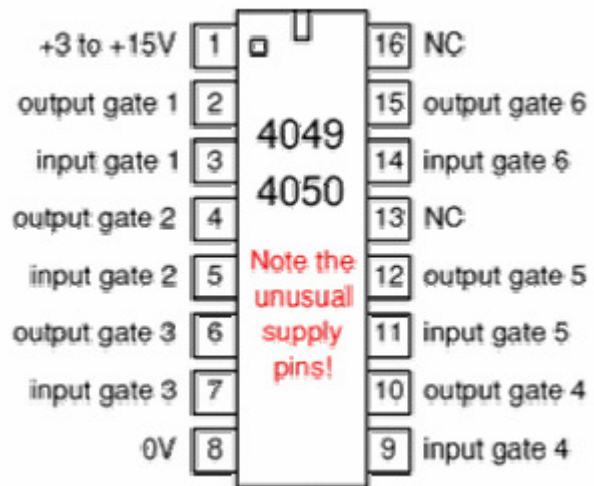 +3 to +15V 1 16 NC
output gate 1 2 15 output gate 6
input gate 1 3 14 input gate 6
output gate 2 4 13 NC
input gate 2 5 12 output gate 5
output gate 3 6 11 input gate 5
input gate 3 7 10 output gate 4
0V 8 9 input gate 4
4049
4050
Note the
unusual
supply
pins!